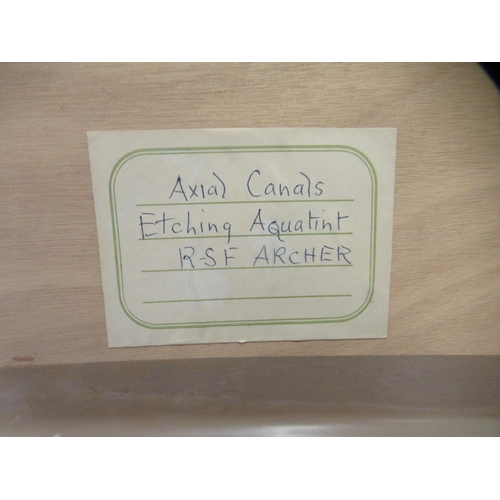 Axial Canals
Etching Aquatint
R-SF ARCHER